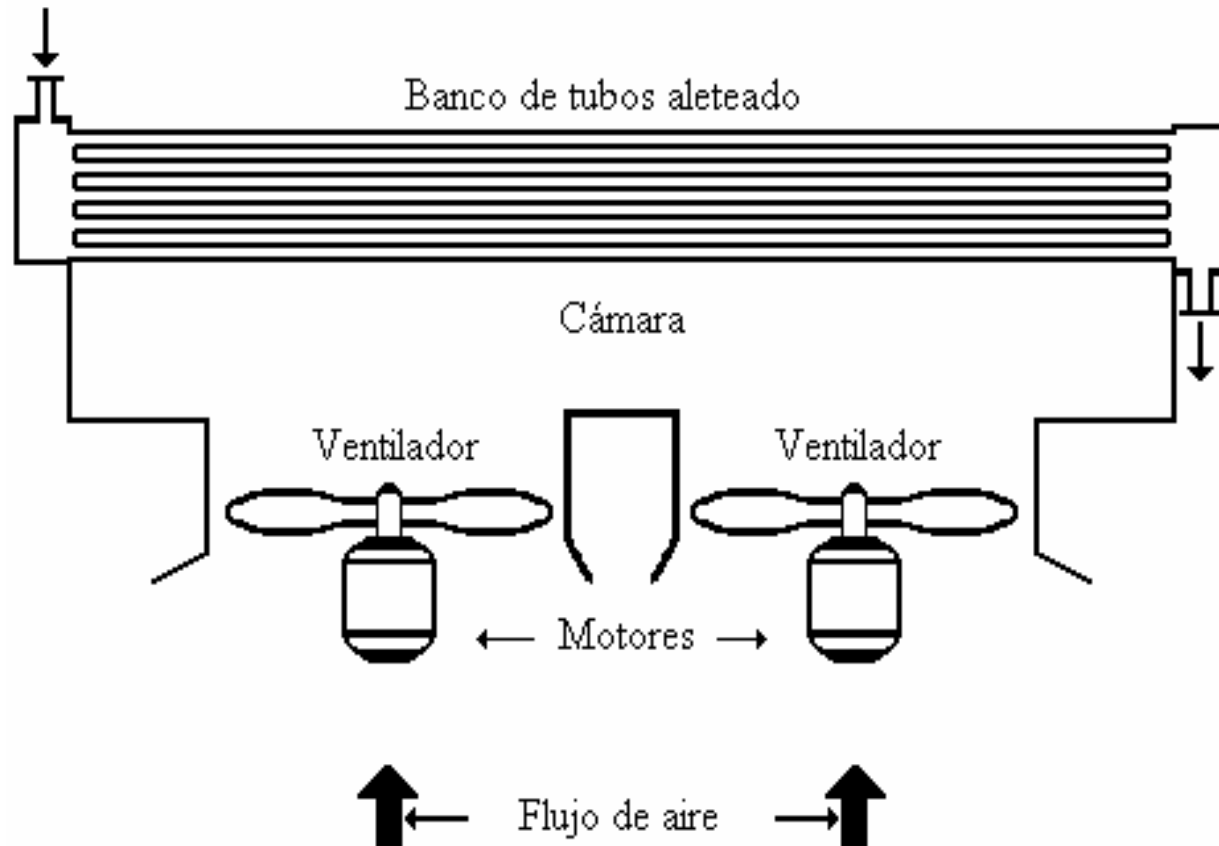 Banco de tubos aleteado
Cámara
Ventilador
Ventilador
Motores
Flujo de aire